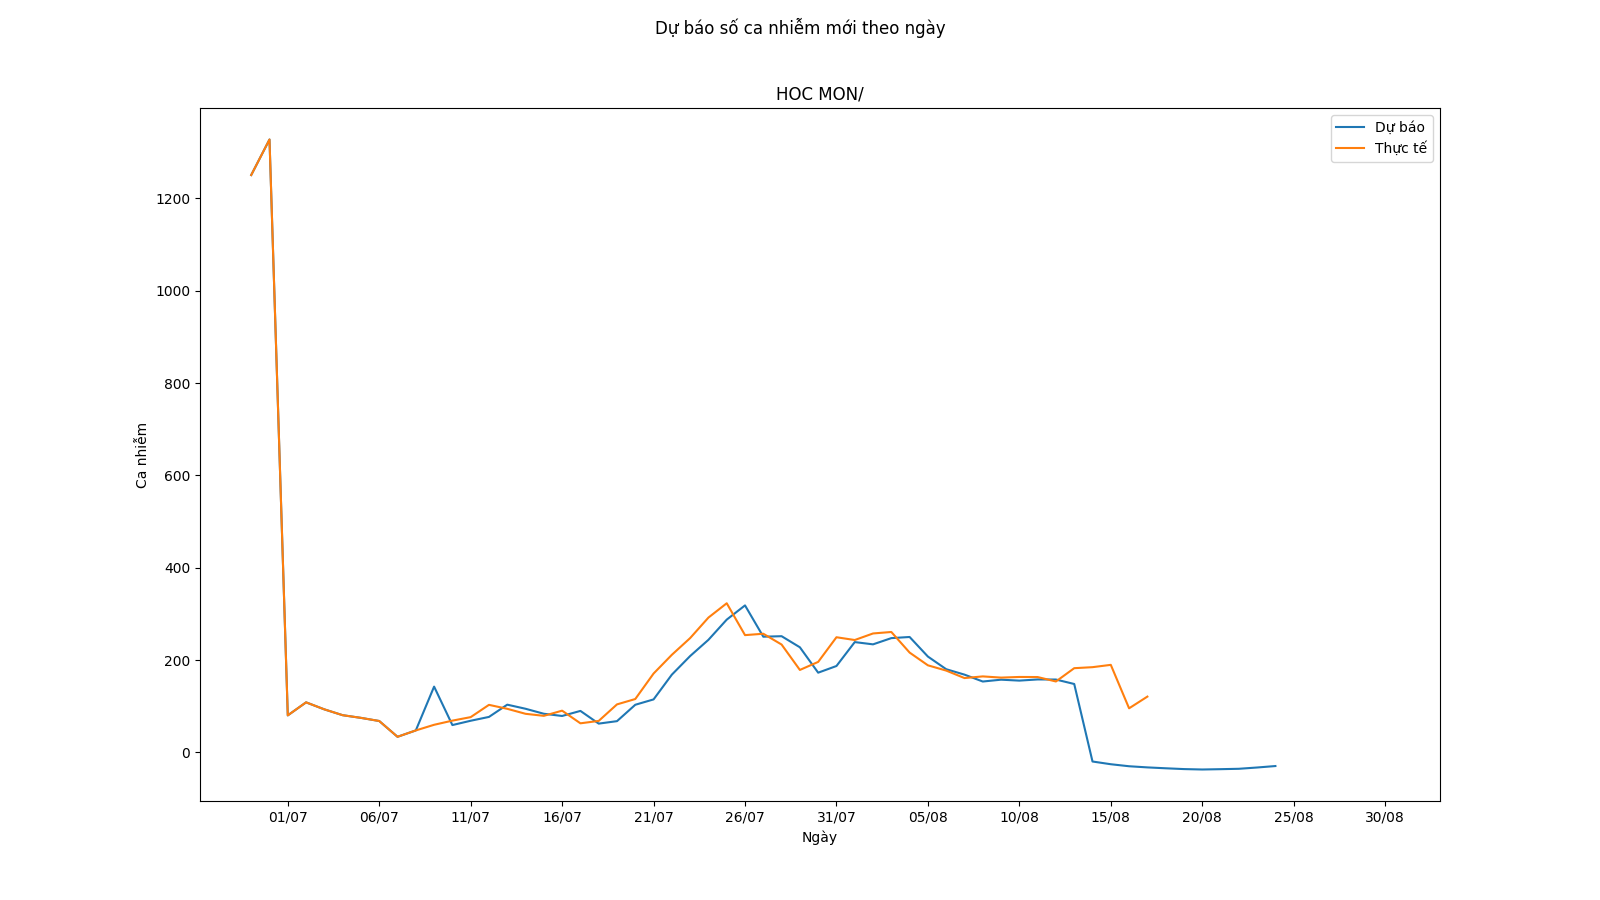 Dự báo số ca nhiễm mới theo ngày
HOC MON/
Dự báo
Thực tế
1200
1000
800
600
400
200
0
Ca nhiễm
01/07 06/07 11/07 16/07 21/07 26/07 31/07 05/08 10/08 15/08 20/08 25/08 30/08
Ngày